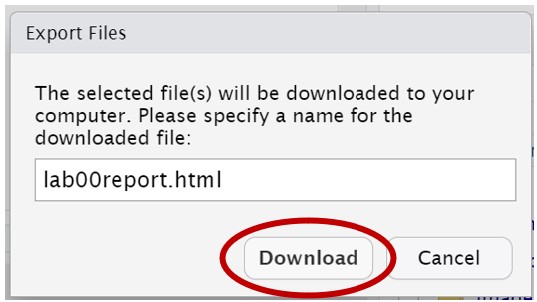 Export Files
The selected file(s) will be downloaded to your
computer. Please specify a name for the
downloaded file:
lab00report.html
Download
Cancel